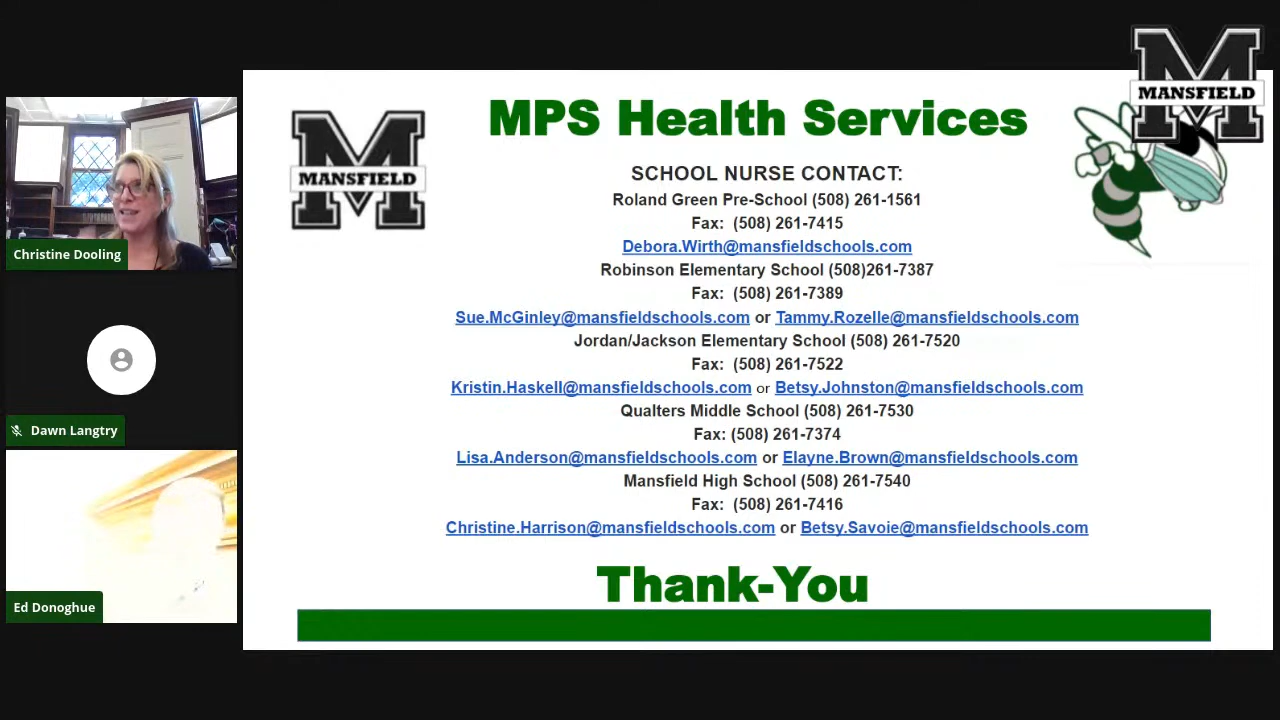 MANSFIELD
MPS Health Services
MANSFIELD
SCHOOL NURSE CONTACT:
Roland Green Pre-School (508) 261-1561
Fax: (508) 261-7415
Debora.Wirth@mansfieldschools.com
Robinson Elementary School (508)261-7387
Fax: (508) 261-7389
Sue.McGinley@mansfieldschools.com or Tammy.Rozelle@mansfieldschools.com
Jordan/Jackson Elementary School (508) 261-7520
Fax: (508) 261-7522
Kristin.Haskell@mansfieldschools.com or Betsy.Johnston@mansfieldschools.com
Qualters Middle School (508) 261-7530
Fax: (508) 261-7374
Lisa.Anderson@mansfieldschools.com or Elayne.Brown@mansfieldschools.com
Mansfield High School (508) 261-7540
Fax: (508) 261-7416
Christine.Harrison@mansfieldschools.com or Betsy.Savoie@mansfieldschools.com
Thank-You
Christine Dooling
Dawn Langtry
Ed Donoghue